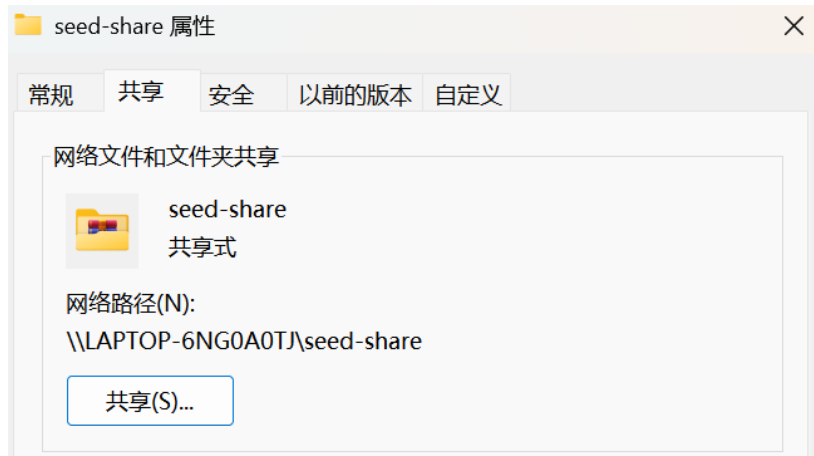 seed-share 属性
常规 共享 安全 以前的版本 自定义
网络文件和文件夹共享
seed-share
共享式
网络路径(N):
\\LAPTOP-6NG0A0TJ\seed-share
共享(S)...